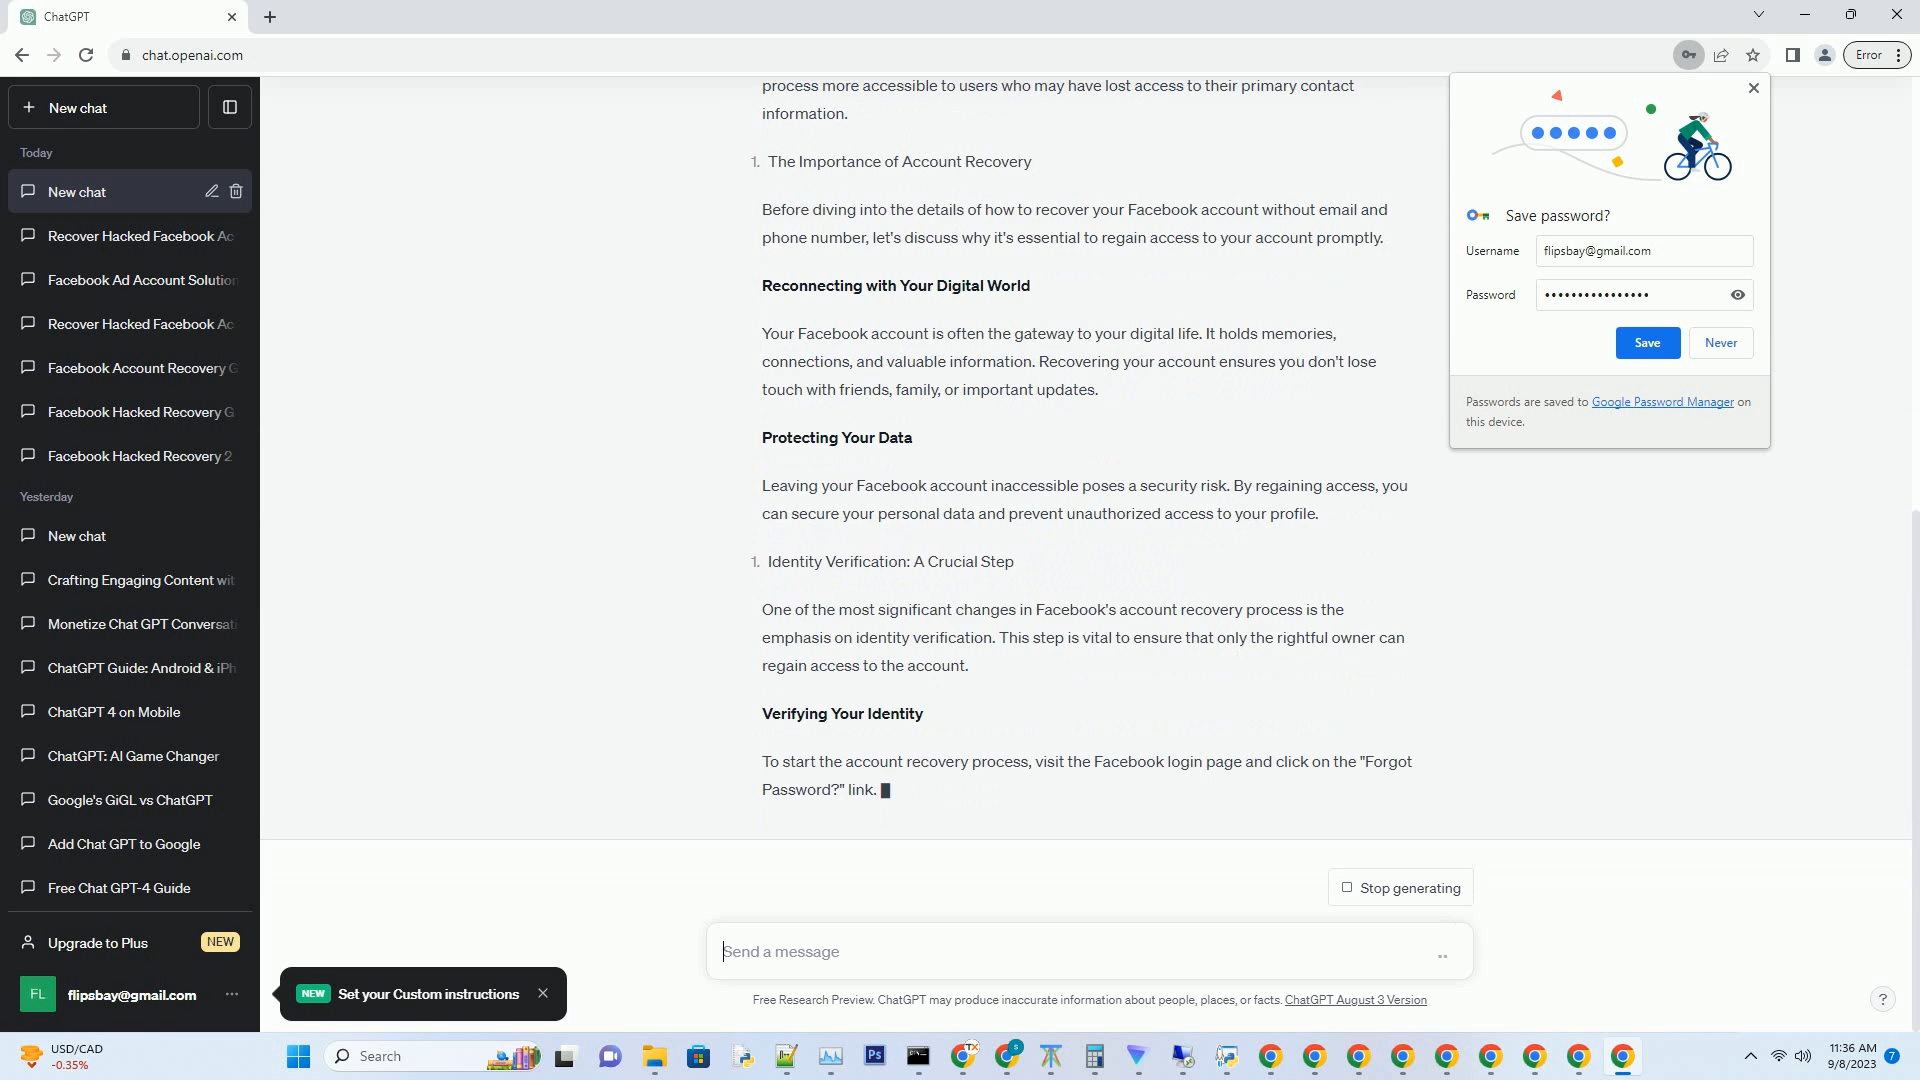 ChatGPT
chat.openai.com
Error
New chat
Today
New chat
Recover Hacked Facebook Ac
Facebook Ad Account Solution
Recover Hacked Facebook Ac
Facebook Account Recovery G
Facebook Hacked Recovery G
Facebook Hacked Recovery 2
Yesterday
New chat
Crafting Engaging Content wit
Monetize Chat GPT Conversati
ChatGPT Guide: Android & iPh
ChatGPT 4 on Mobile
ChatGPT: AI Game Changer
Google's GiGL vs ChatGPT
Add Chat GPT to Google
Free Chat GPT-4 Guide
Upgrade to Plus NEW
FL flipsbay@gmail.com
process more accessible to users who may have lost access to their primary contact
information.
1. The Importance of Account Recovery
Before diving into the details of how to recover your Facebook account without email and
phone number, let's discuss why it's essential to regain access to your account promptly.
Reconnecting with Your Digital World
Your Facebook account is often the gateway to your digital life. It holds memories,
connections, and valuable information. Recovering your account ensures you don't lose
touch with friends, family, or important updates.
Protecting Your Data
Leaving your Facebook account inaccessible poses a security risk. By regaining access, you
can secure your personal data and prevent unauthorized access to your profile.
1. Identity Verification: A Crucial Step
One of the most significant changes in Facebook's account recovery process is the
emphasis on identity verification. This step is vital to ensure that only the rightful owner can
regain access to the account.
Verifying Your Identity
To start the account recovery process, visit the Facebook login page and click on the "Forgot
Password?" link.
Stop generating
Send a message
NEW Set your Custom instructions
Free Research Preview. ChatGPT may produce inaccurate information about people, places, or facts. ChatGPT August 3 Version
?
Save password?
Username flipsbay@gmail.com
Password ••••••••••••••••
Save Never
Passwords are saved to Google Password Manager on
this device.
USD/CAD
-0.35%
Search
Ps
TX
s
11:36 AM
9/8/2023
7